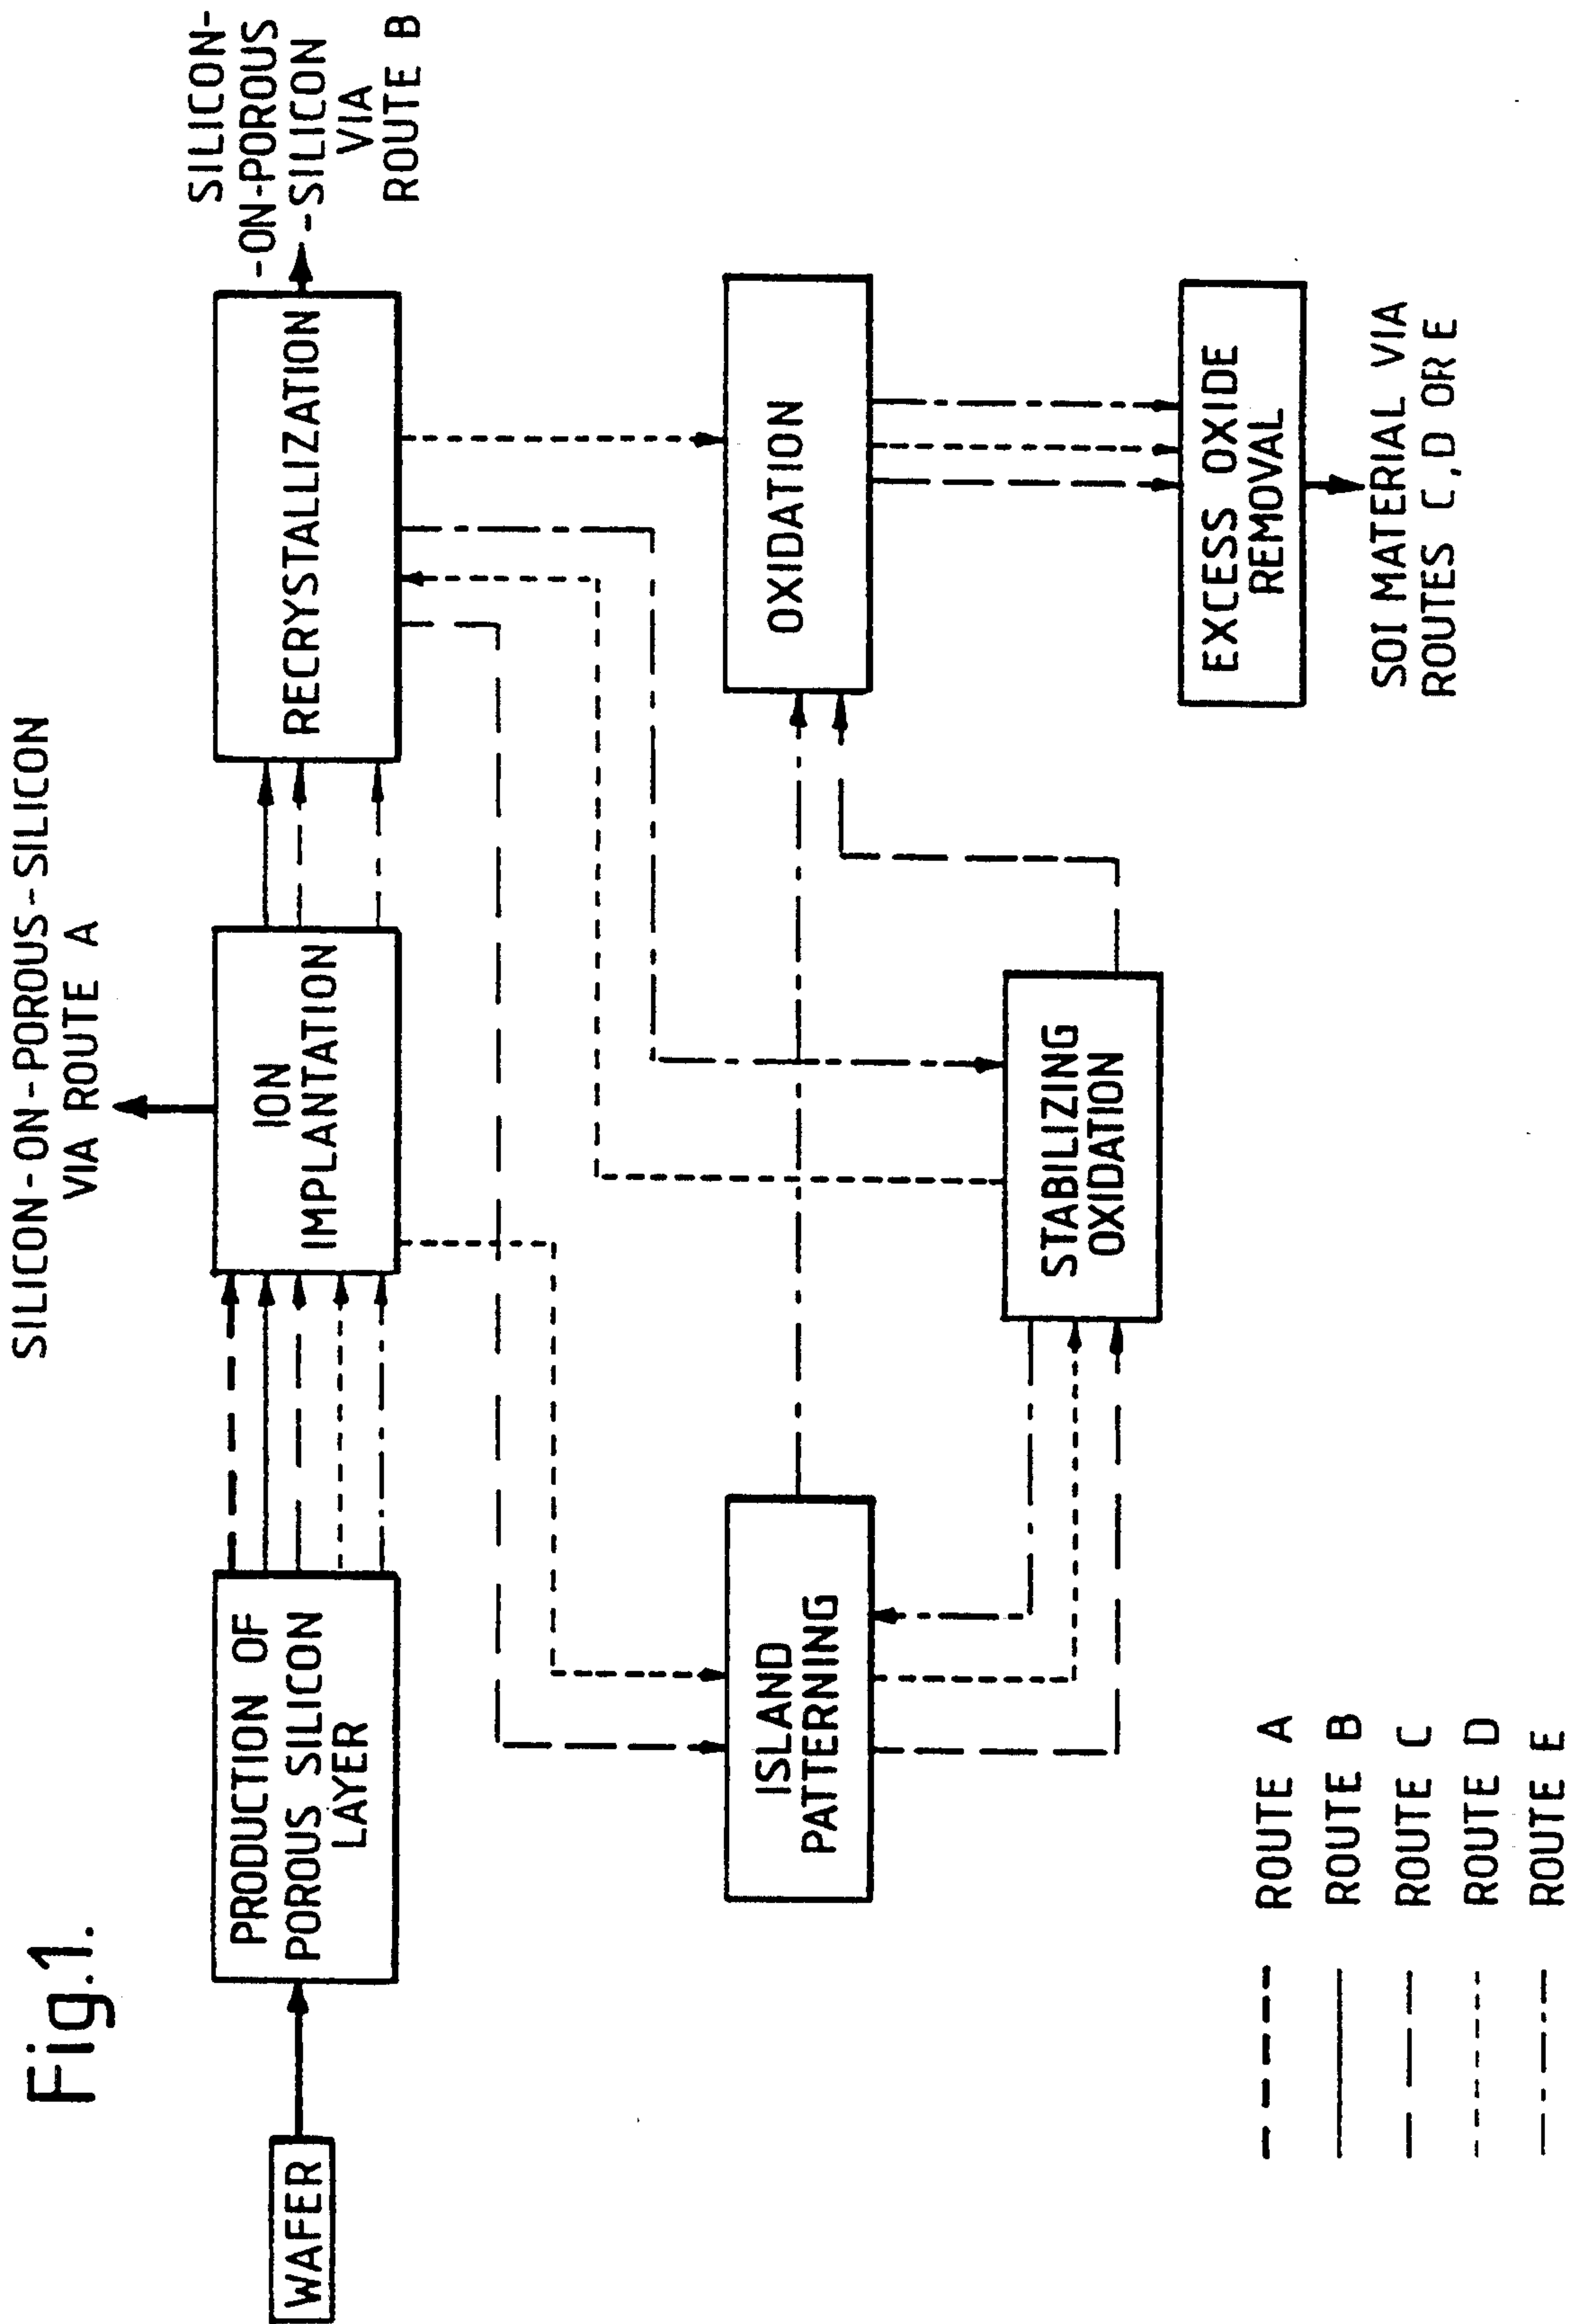 Fig.1.
SILICON-ON-POROUS-SILICON
VIA ROUTE A
WAFER
PRODUCTION OF
POROUS SILICON
LAYER
ION
IMPLANTATION
RECRYSTALLIZATION
SILICON-
-ON-POROUS
-SILICON
VIA
ROUTE B
ISLAND
PATTERNING
STABILIZING
OXIDATION
OXIDATION
EXCESS OXIDE
REMOVAL
SOI MATERIAL VIA
ROUTES C,D OR E
ROUTE A
ROUTE B
ROUTE C
ROUTE D
ROUTE E